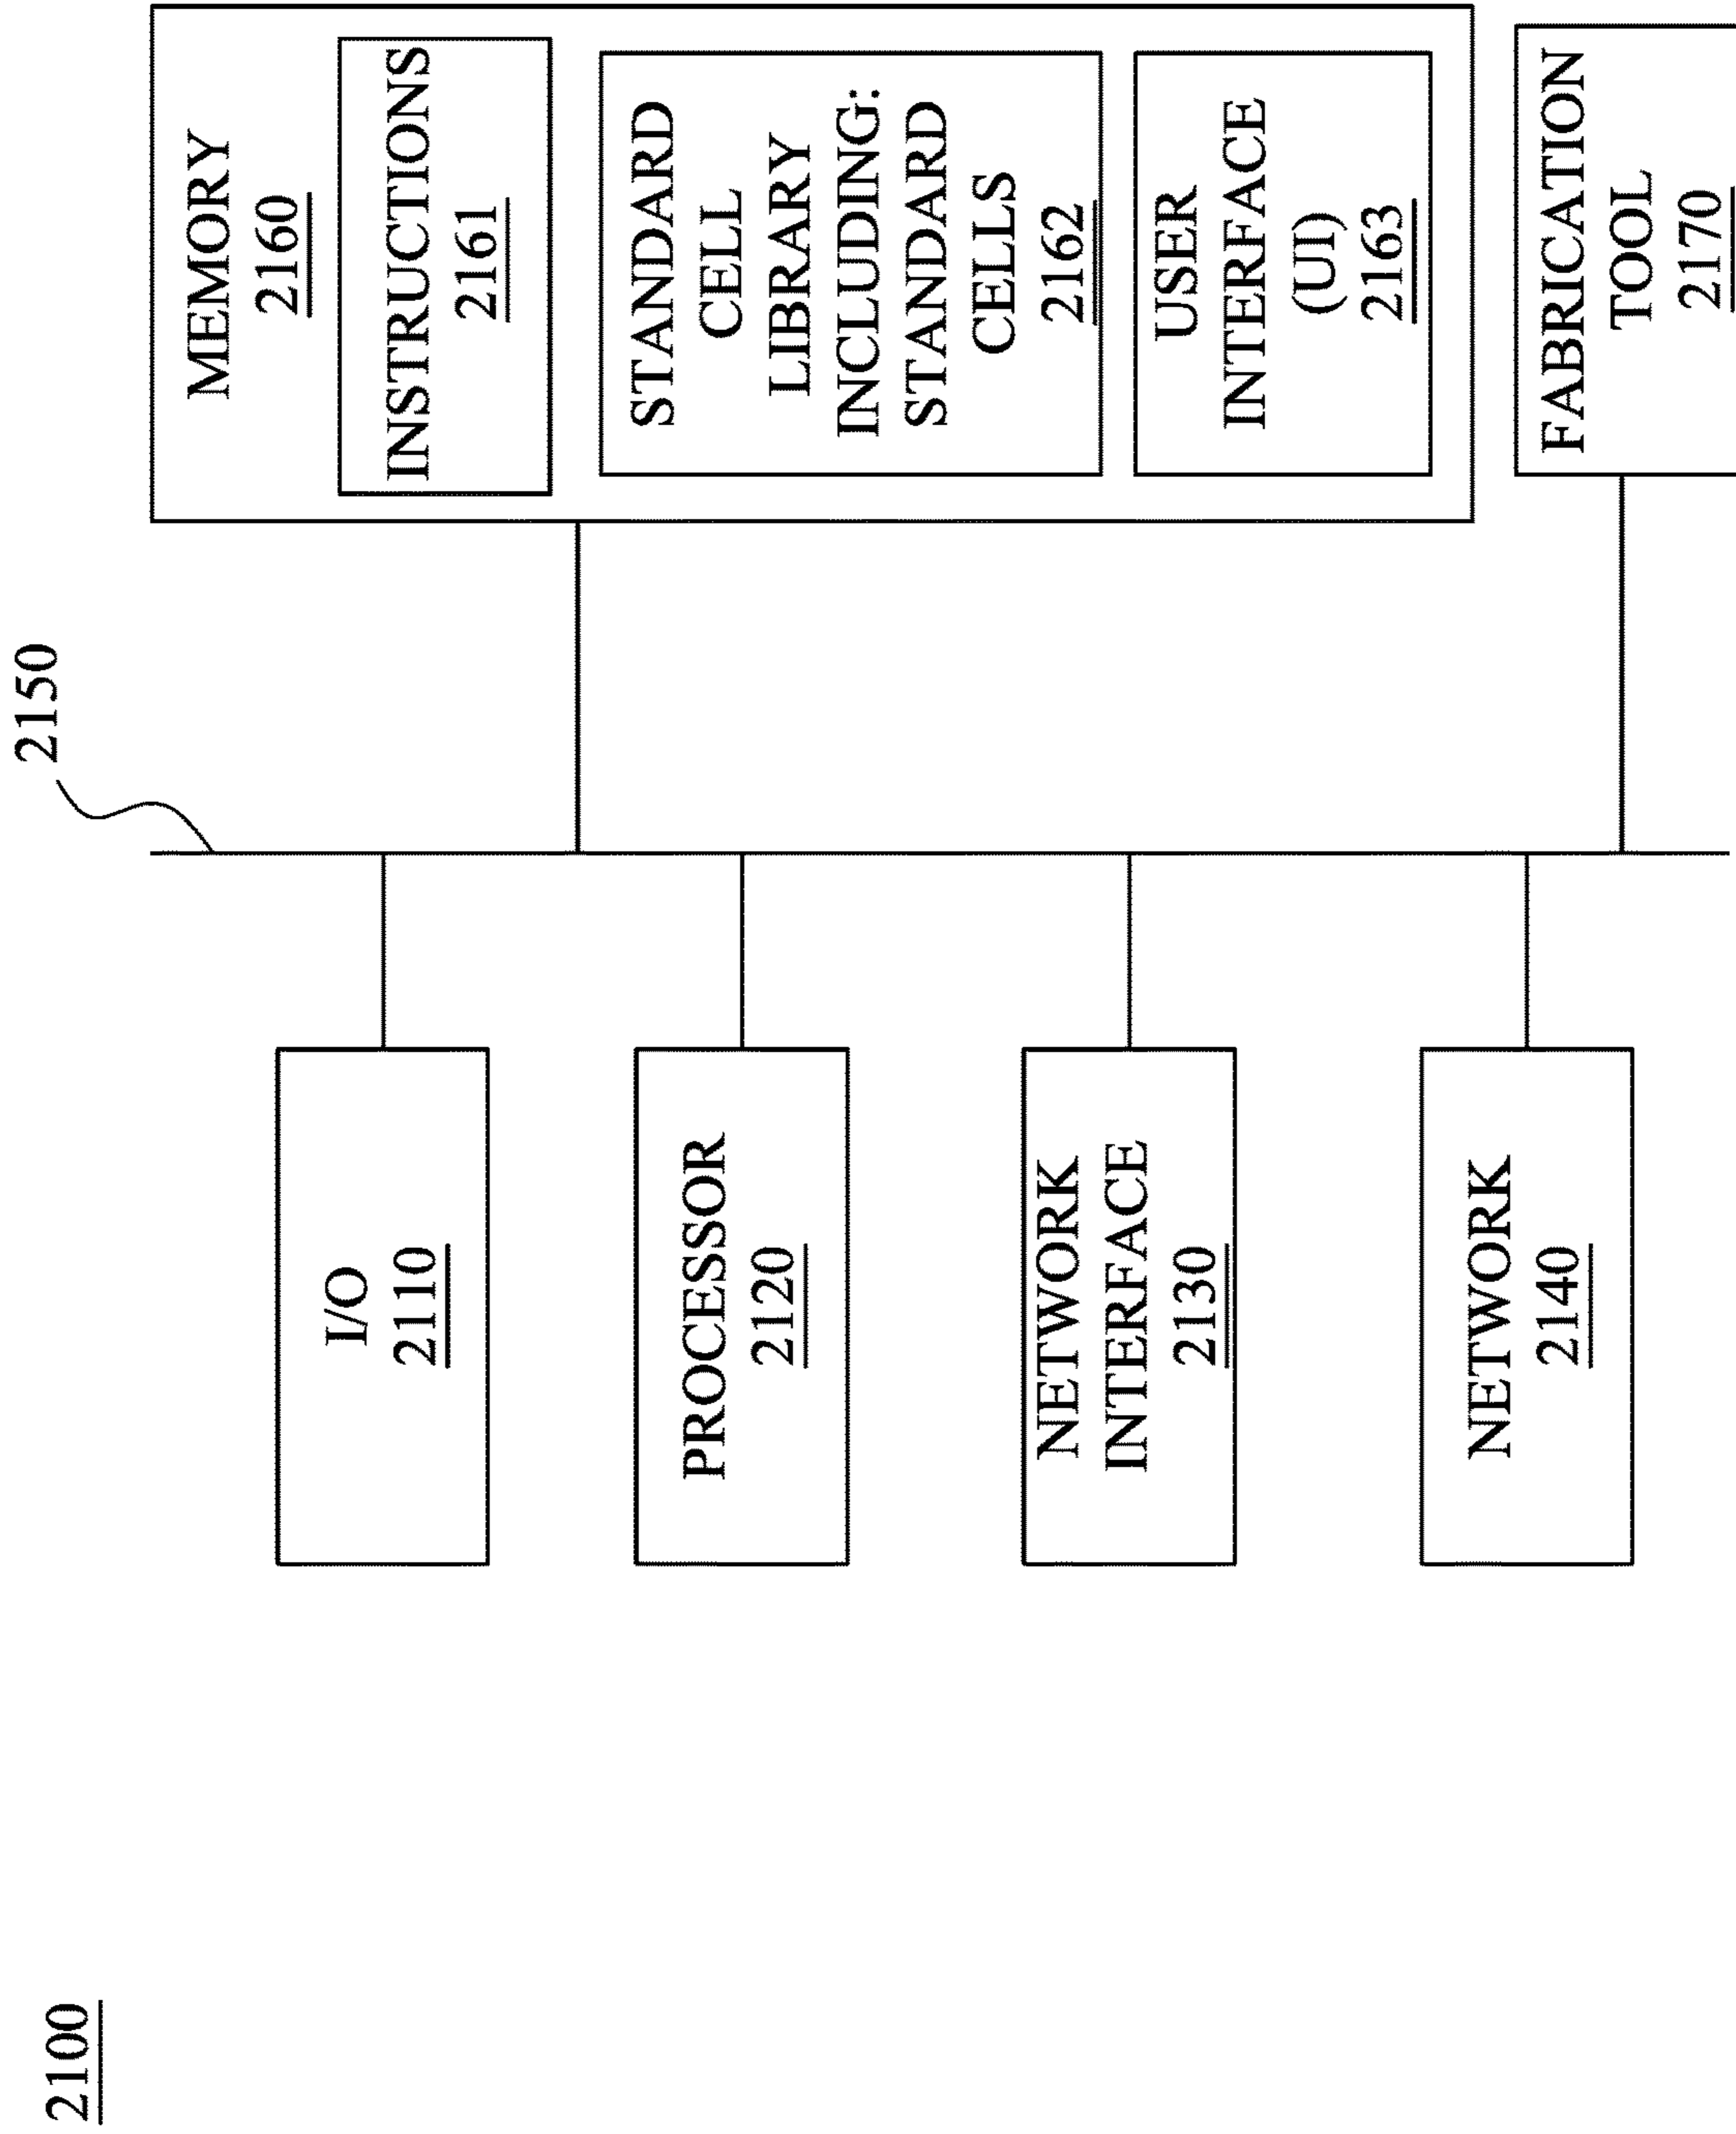 2100
2150
I/O
2110
PROCESSOR
2120
NETWORK
INTERFACE
2130
NETWORK
2140
MEMORY
2160
INSTRUCTIONS
2161
STANDARD
CELL
LIBRARY
INCLUDING:
STANDARD
CELLS
2162
USER
INTERFACE
(UI)
2163
FABRICATION
TOOL
2170